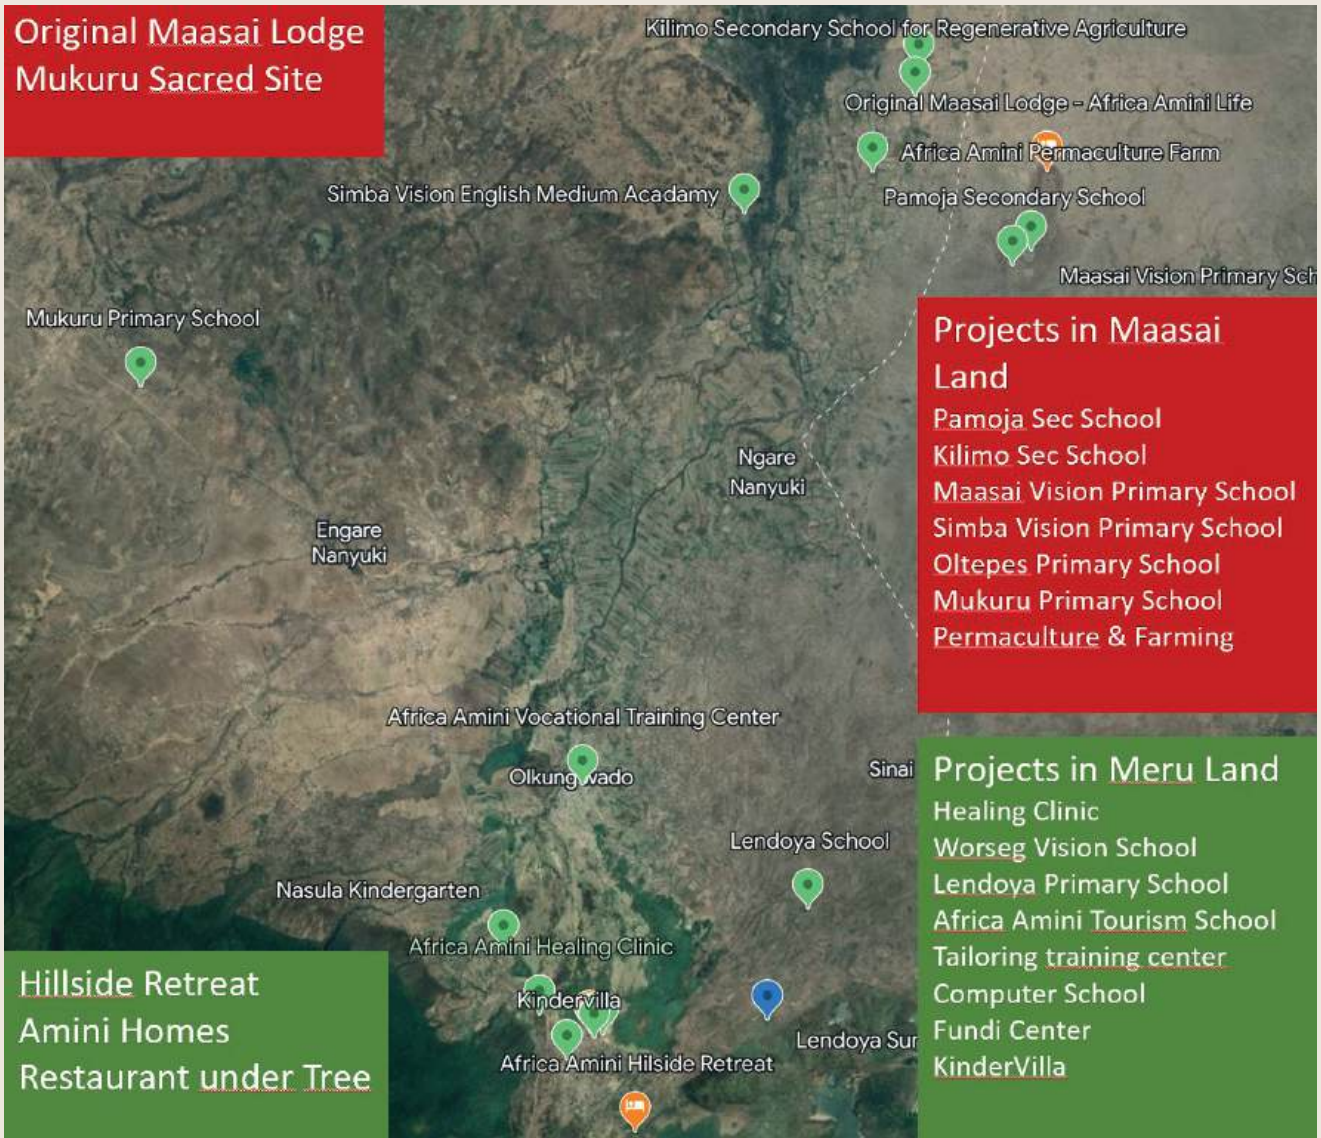 Original Maasai Lodge
Mukuru Sacred Site
Kilimo Secondary School for Regenerative Agriculture
Original Maasai Lodge - Africa Amini Life
Africa Amini Permaculture Farm
Simba Vision English Medium Acadamy
Pamoja Secondary School
Maasai Vision Primary Sch
Mukuru Primary School
Projects in Maasai
Land
Pamoja Sec School
Kilimo Sec School
Maasai Vision Primary School
Simba Vision Primary School
Oltepes Primary School
Mukuru Primary School
Permaculture & Farming
Ngare
Nanyuki
Engare
Nanyuki
Africa Amini Vocational Training Center
Olkungwado
Sinai
Projects in Meru Land
Healing Clinic
Worseg Vision School
Lendoya Primary School
Africa Amini Tourism School
Tailoring training center
Computer School
Fundi Center
KinderVilla
Lendoya School
Nasula Kindergarten
Africa Amini Healing Clinic
Kindervilla
Lendoya Sur
Africa Amini Hilside Retreat
Hillside Retreat
Amini Homes
Restaurant under Tree